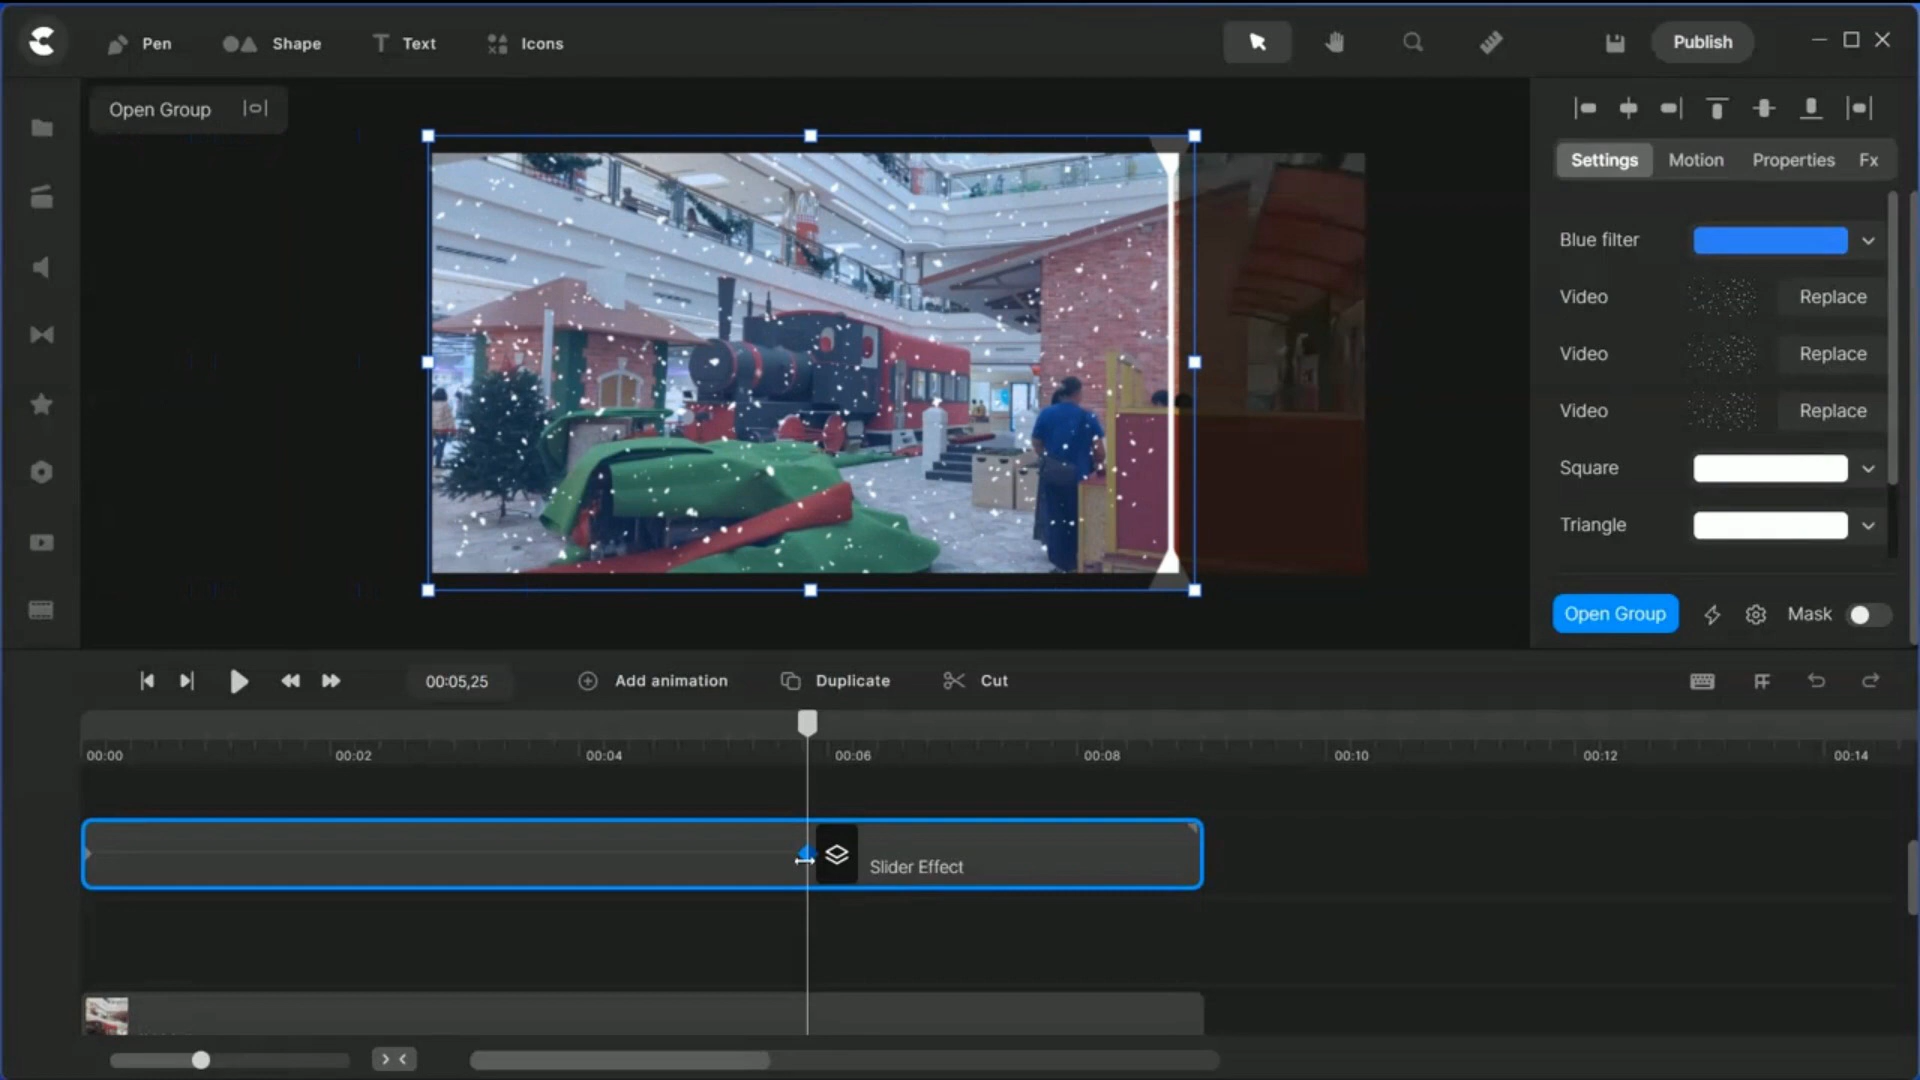 Pen Shape Text Icons Publish
Open Group
Settings Motion Properties Fx
Blue filter
Video Replace
Video Replace
Video Replace
Square
Triangle
Open Group Mask
00:05,25 Add animation Duplicate Cut
00:00 00:02 00:04 00:06 00:08 00:10 00:12 00:14
Slider Effect